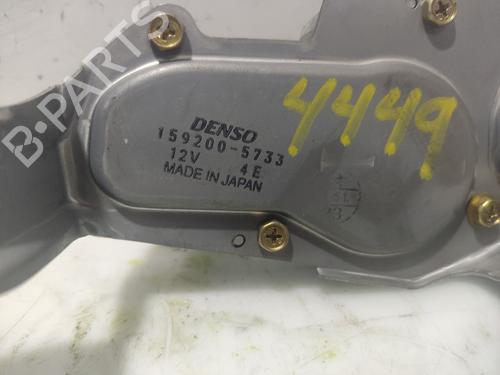 B-PARTS
DENSO
159200-5733
12V 4E
MADE IN JAPAN
4449